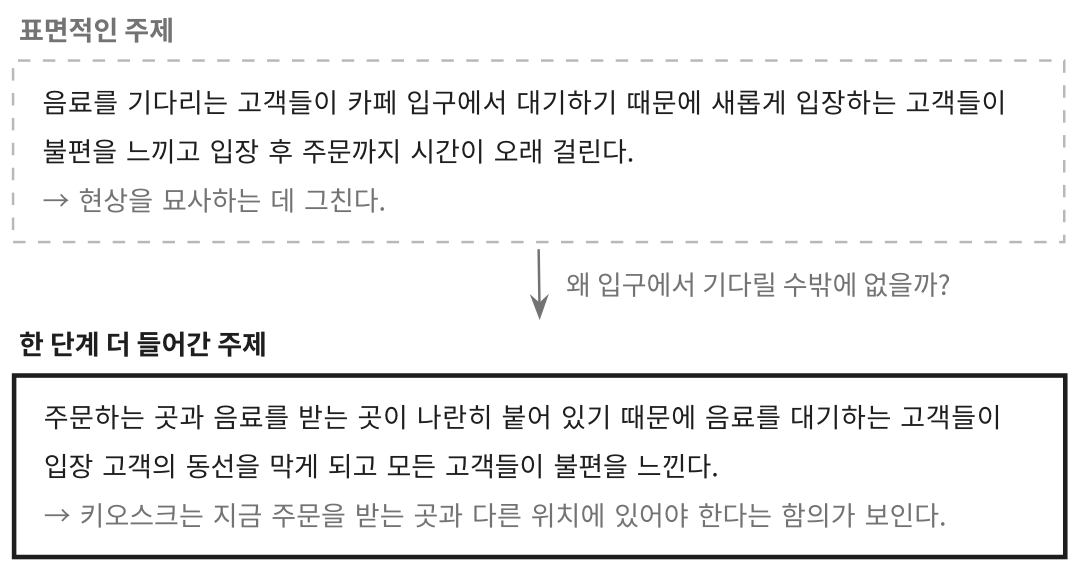 표면적인 주제
음료를 기다리는 고객들이 카페 입구에서 대기하기 때문에 새롭게 입장하는 고객들이
불편을 느끼고 입장 후 주문까지 시간이 오래 걸린다.
→ 현상을 묘사하는 데 그친다.
왜 입구에서 기다릴 수밖에 없을까?
한 단계 더 들어간 주제
주문하는 곳과 음료를 받는 곳이 나란히 붙어 있기 때문에 음료를 대기하는 고객들이
입장 고객의 동선을 막게 되고 모든 고객들이 불편을 느낀다.
→ 키오스크는 지금 주문을 받는 곳과 다른 위치에 있어야 한다는 함의가 보인다.